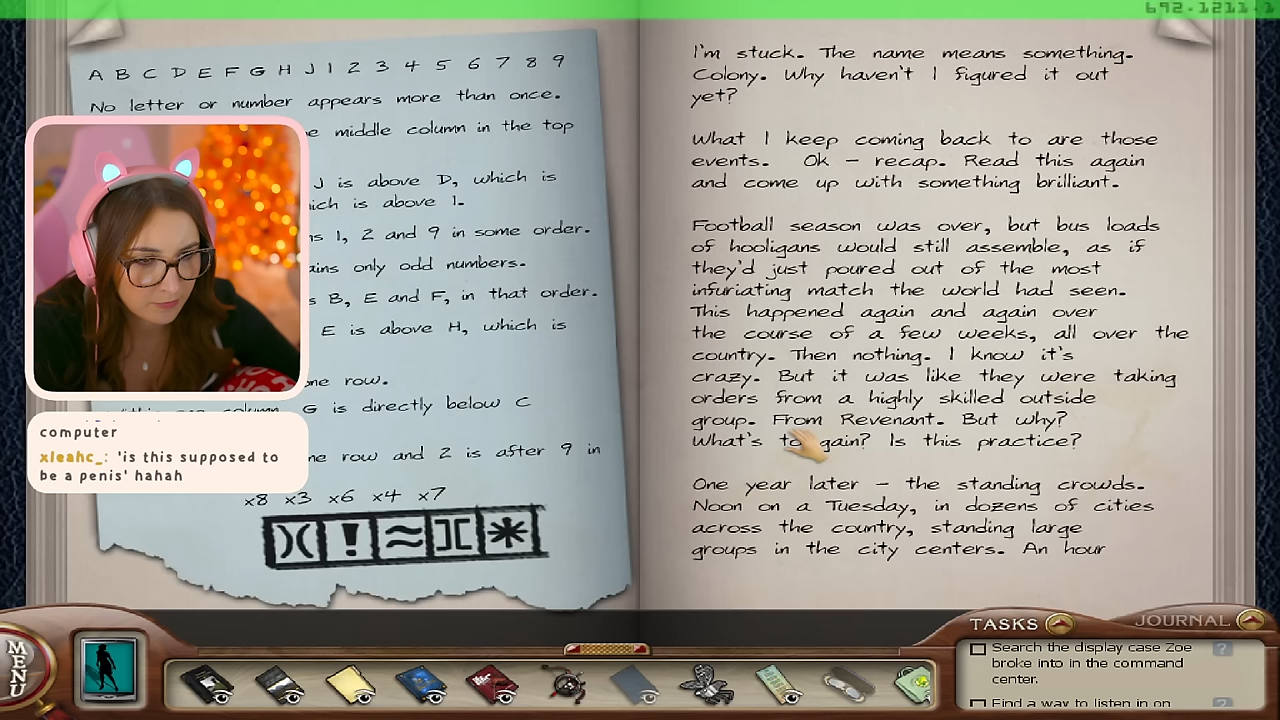 692-1211-1
A B C D E F G H J 1 2 3 4 5 6 7 8 9
No letter or number appears more than once.
middle column in the top
J is above D, which is
which is above 1.
1, 2 and 9 in some order.
only odd numbers.
B, E and F, in that order.
E is above H, which is
one row.
column G is directly below C
one row and 2 is after 9 in
x8 x3 x6 x4 x7
I'm stuck. The name means something.
Colony. Why haven't I figured it out
yet?
What I keep coming back to are those
events. Ok - recap. Read this again
and come up with something brilliant.
Football season was over, but bus loads
of hooligans would still assemble, as if
they'd just poured out of the most
infuriating match the world had seen.
This happened again and again over
the course of a few weeks, all over the
country. Then nothing. I know it's
crazy. But it was like they were taking
orders from a highly skilled outside
group. From Revenant. But why?
What's to gain? Is this practice?
One year later - the standing crowds.
Noon on a Tuesday, in dozens of cities
across the country, standing large
groups in the city centers. An hour
computer
xleahc_: 'is this supposed to
be a penis' hahah
MENU
TASKS
JOURNAL
Search the display case Zoe
broke into in the command
center.
Find a way to listen in on